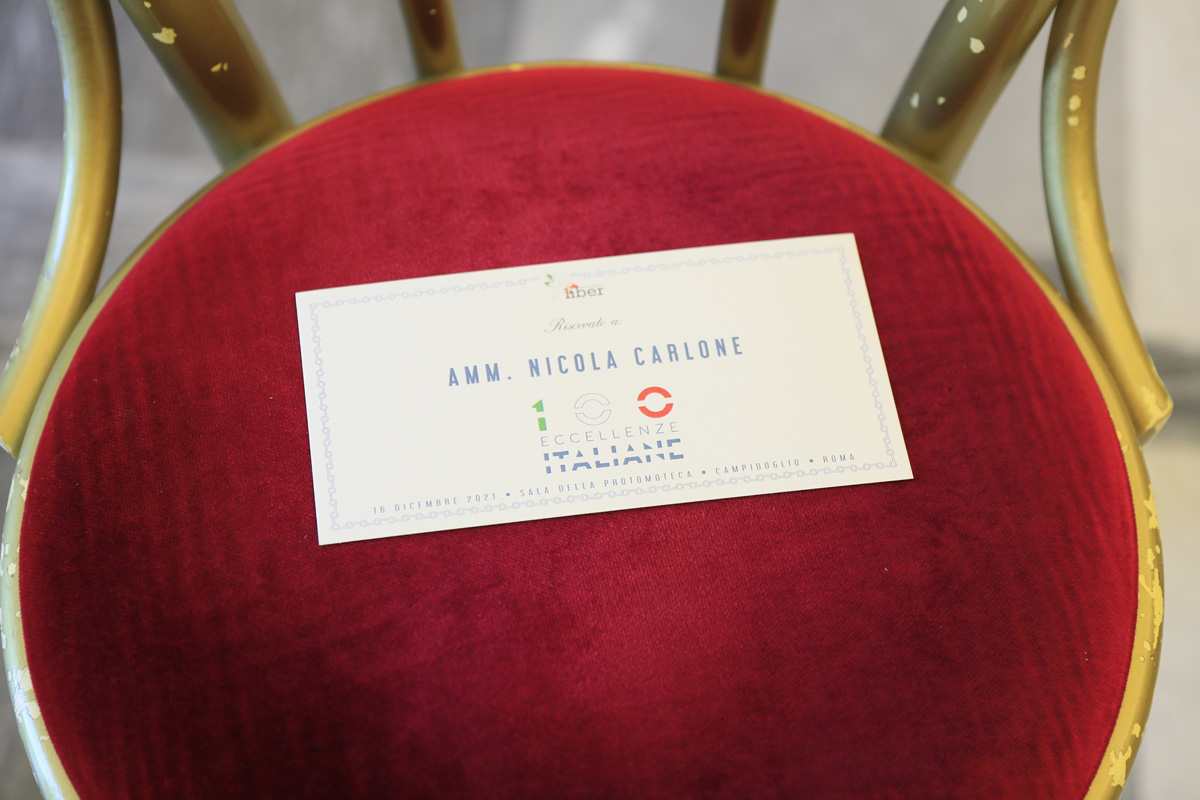 liber
Riservato a:
AMM. NICOLA CARLONE
100
ECCELLENZE
ITALIANE
16 DICEMBRE 2021 • SALA DELLA PROTOMOTECA • CAMPIDOGLIO • ROMA